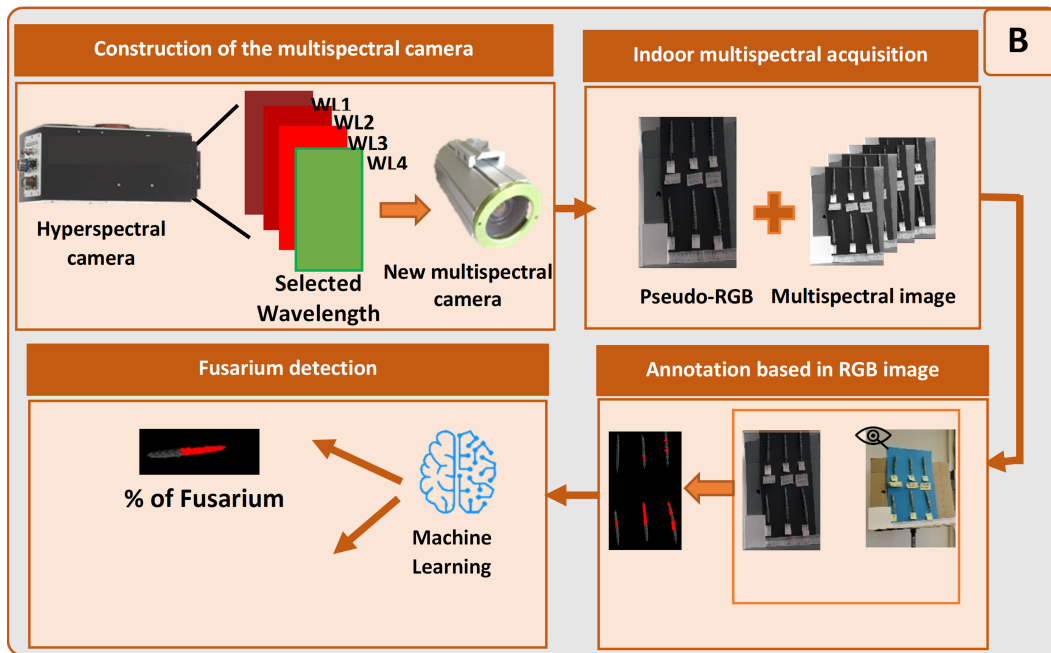 B
Construction of the multispectral camera
WL1
WL2
WL3
WL4
Hyperspectral
camera
Selected
Wavelength
New multispectral
camera
Indoor multispectral acquisition
Pseudo-RGB
Multispectral image
Fusarium detection
% of Fusarium
Machine
Learning
Annotation based in RGB image